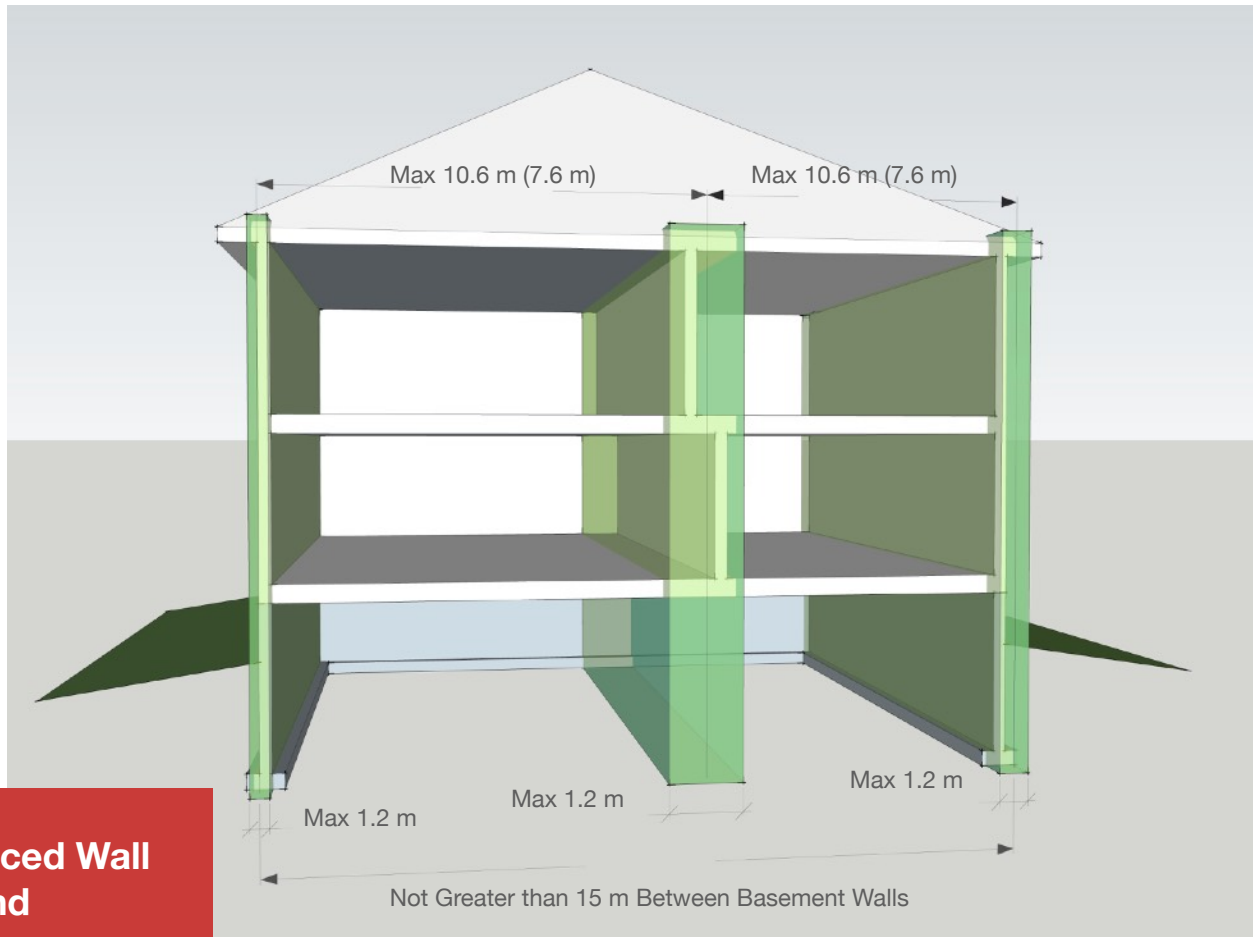 Max 10.6 m (7.6 m)
Max 10.6 m (7.6 m)
Max 1.2 m
Max 1.2 m
Max 1.2 m
Not Greater than 15 m Between Basement Walls
ced Wall
nd